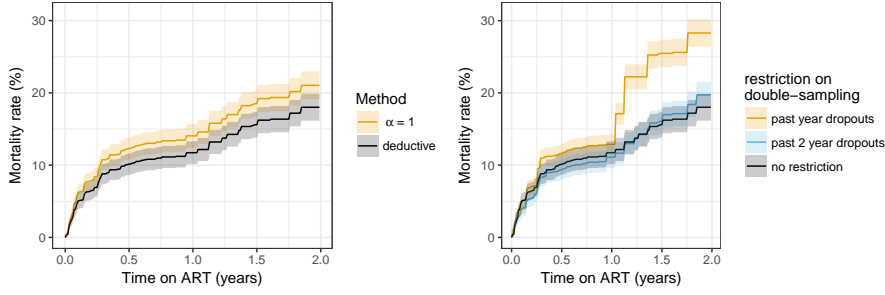 30
20
10
0
Mortality rate (%)
0.0 0.5 1.0 1.5 2.0
Time on ART (years)
Method
α = 1
deductive
30
20
10
0
Mortality rate (%)
0.0 0.5 1.0 1.5 2.0
Time on ART (years)
restriction on
double−sampling
past year dropouts
past 2 year dropouts
no restriction